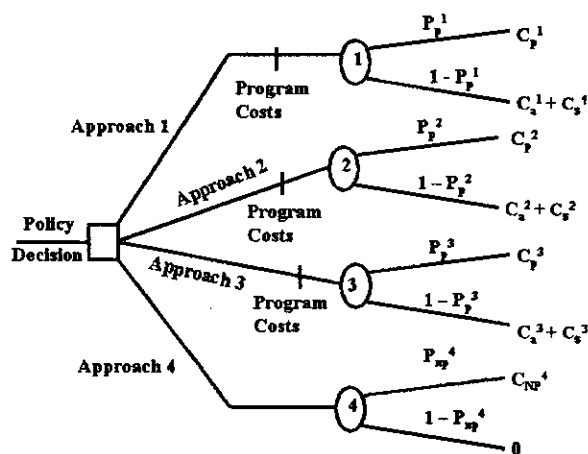 P_p^1
C_p^1
1
1 - P_p^1
Program
Costs
C_a^1 + C_s^1
Approach 1
P_p^2
C_p^2
Approach 2
2
1 - P_p^2
Program
Costs
C_a^2 + C_s^2
Policy
Decision
P_p^3
C_p^3
Approach 3
3
1 - P_p^3
Program
Costs
C_a^3 + C_s^3
Approach 4
P_np^4
C_NP^4
4
1 - P_np^4
0